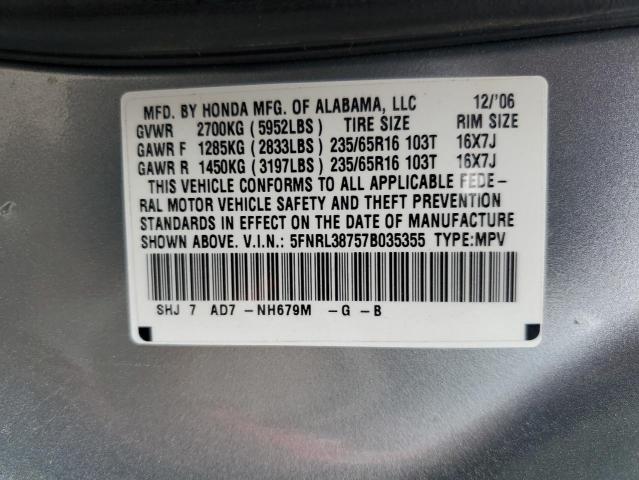 MFD. BY HONDA MFG. OF ALABAMA, LLC 12/'06
GVWR 2700KG (5952LBS) TIRE SIZE RIM SIZE
GAWR F 1285KG (2833LBS) 235/65R16 103T 16X7J
GAWR R 1450KG (3197LBS) 235/65R16 103T 16X7J
THIS VEHICLE CONFORMS TO ALL APPLICABLE FEDE-
RAL MOTOR VEHICLE SAFETY AND THEFT PREVENTION
STANDARDS IN EFFECT ON THE DATE OF MANUFACTURE
SHOWN ABOVE. V.I.N.: 5FNRL38757B035355 TYPE:MPV
SHJ 7 AD7 -NH679M -G -B